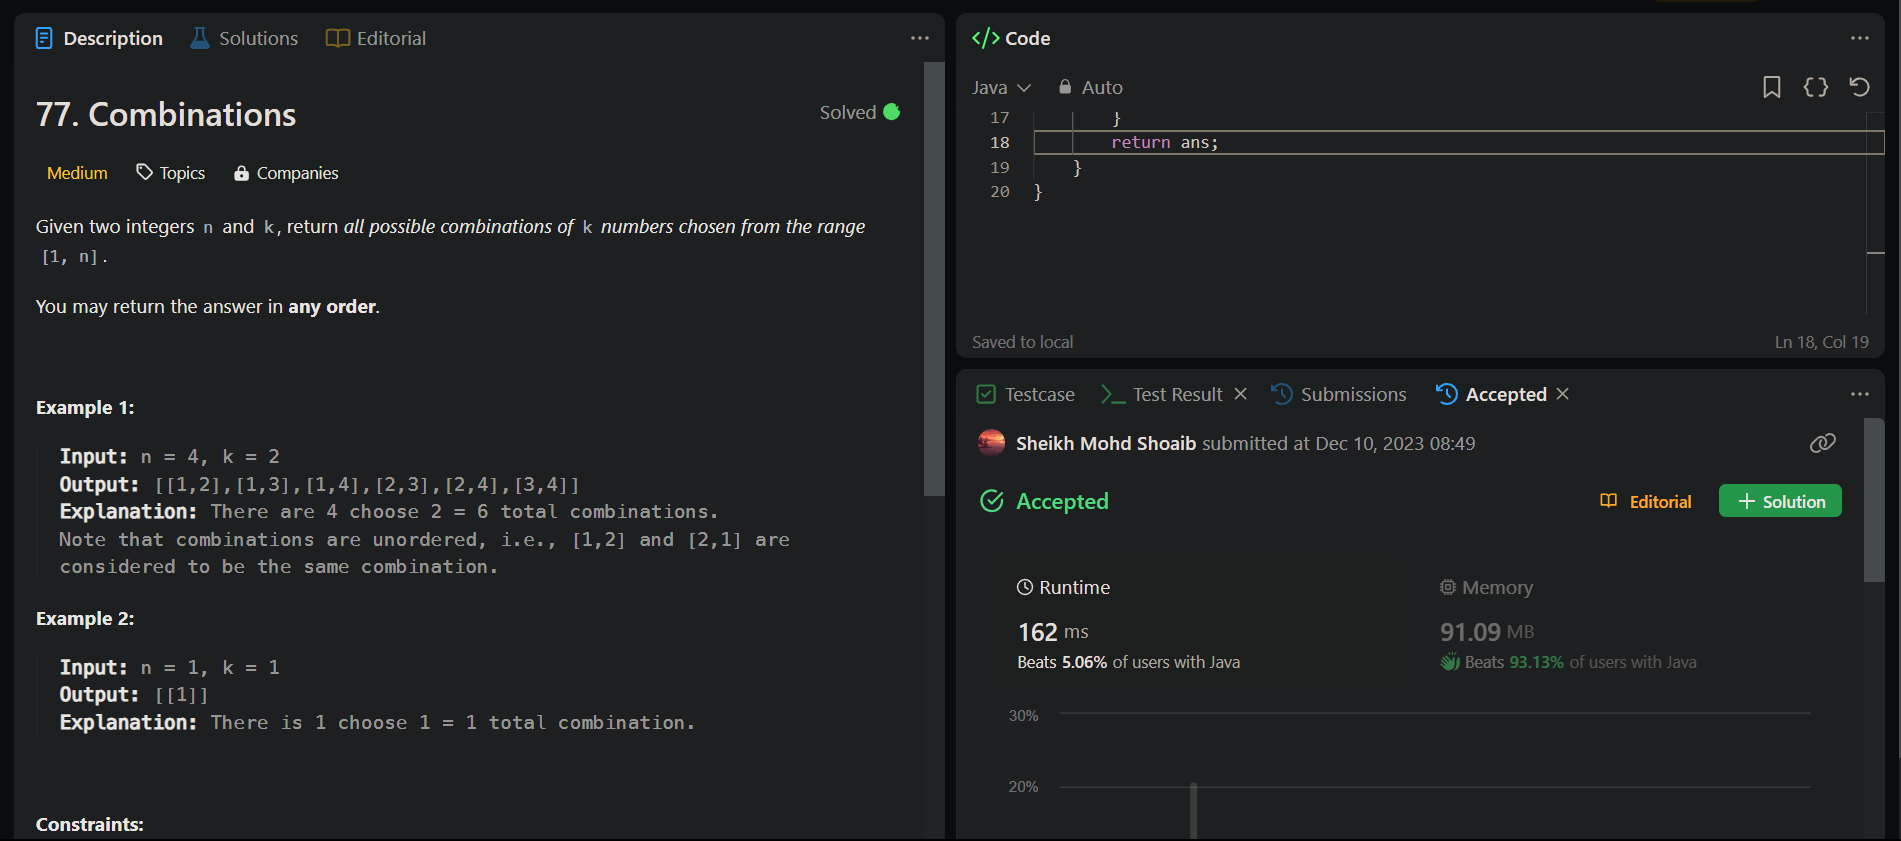 Description Solutions Editorial
77. Combinations
Solved
Medium Topics Companies
Given two integers n and k, return all possible combinations of k numbers chosen from the range
[1, n].
You may return the answer in any order.
Example 1:
Input: n = 4, k = 2
Output: [[1,2],[1,3],[1,4],[2,3],[2,4],[3,4]]
Explanation: There are 4 choose 2 = 6 total combinations.
Note that combinations are unordered, i.e., [1,2] and [2,1] are
considered to be the same combination.
Example 2:
Input: n = 1, k = 1
Output: [[1]]
Explanation: There is 1 choose 1 = 1 total combination.
Constraints:
</> Code
Java Auto
17 }
18 return ans;
19 }
20 }
Saved to local Ln 18, Col 19
Testcase Test Result Submissions Accepted
Sheikh Mohd Shoaib submitted at Dec 10, 2023 08:49
Accepted
Editorial + Solution
Runtime Memory
162 ms 91.09 MB
Beats 5.06% of users with Java Beats 93.13% of users with Java
30%
20%